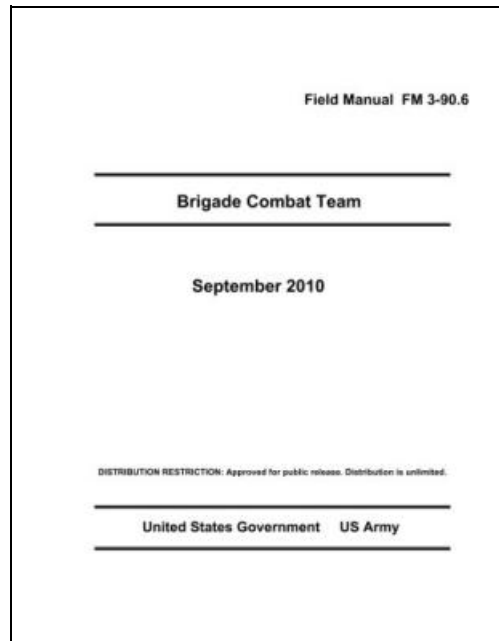 Field Manual FM 3-90.6
Brigade Combat Team
September 2010
DISTRIBUTION RESTRICTION: Approved for public release. Distribution is unlimited.
United States Government US Army